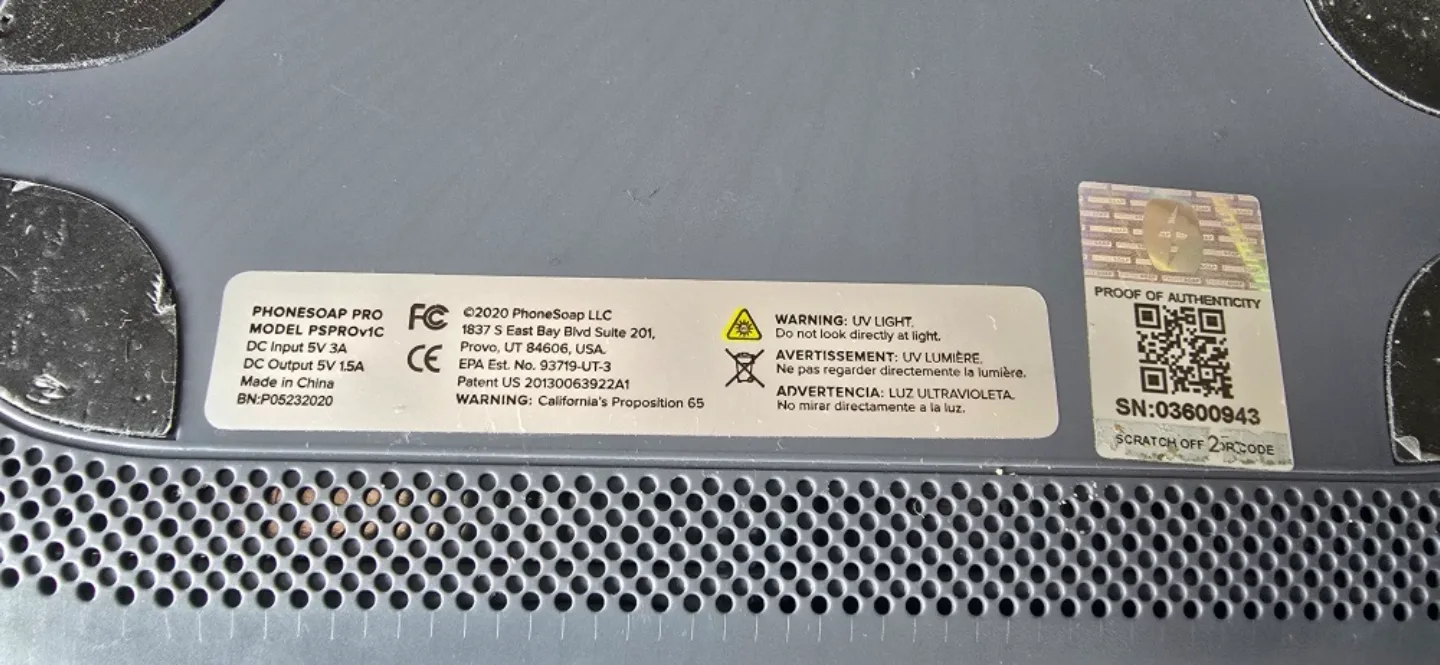 PHONESOAP PRO
MODEL PSPROv1C
DC Input 5V 3A
DC Output 5V 1.5A
Made in China
BN:P05232020
FC
CE
©2020 PhoneSoap LLC
1837 S East Bay Blvd Suite 201,
Provo, UT 84606, USA.
EPA Est. No. 93719-UT-3
Patent US 20130063922A1
WARNING: California's Proposition 65
WARNING: UV LIGHT.
Do not look directly at light.
AVERTISSEMENT: UV LUMIÈRE.
Ne pas regarder directement la lumière.
ADVERTENCIA: LUZ ULTRAVIOLETA.
No mirar directamente a la luz.
PROOF OF AUTHENTICITY
SN:03600943
SCRATCH OFF CODE